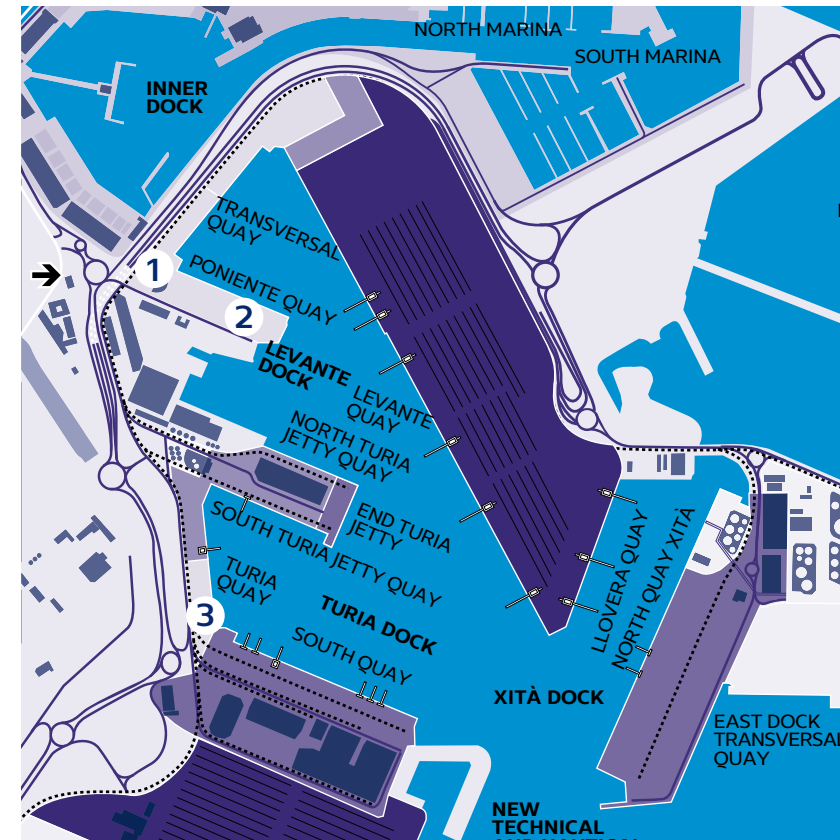 NORTH MARINA
SOUTH MARINA
INNER
DOCK
TRANSVERSAL
QUAY
1
PONIENTE QUAY
2
LEVANTE
DOCK
LEVANTE
QUAY
NORTH TURIA
JETTY QUAY
END TURIA
JETTY
SOUTH TURIA JETTY QUAY
TURIA
QUAY
3
TURIA DOCK
SOUTH QUAY
LLOVERA QUAY
NORTH QUAY XITÀ
XITÀ DOCK
EAST DOCK
TRANSVERSAL
QUAY
NEW
TECHNICAL